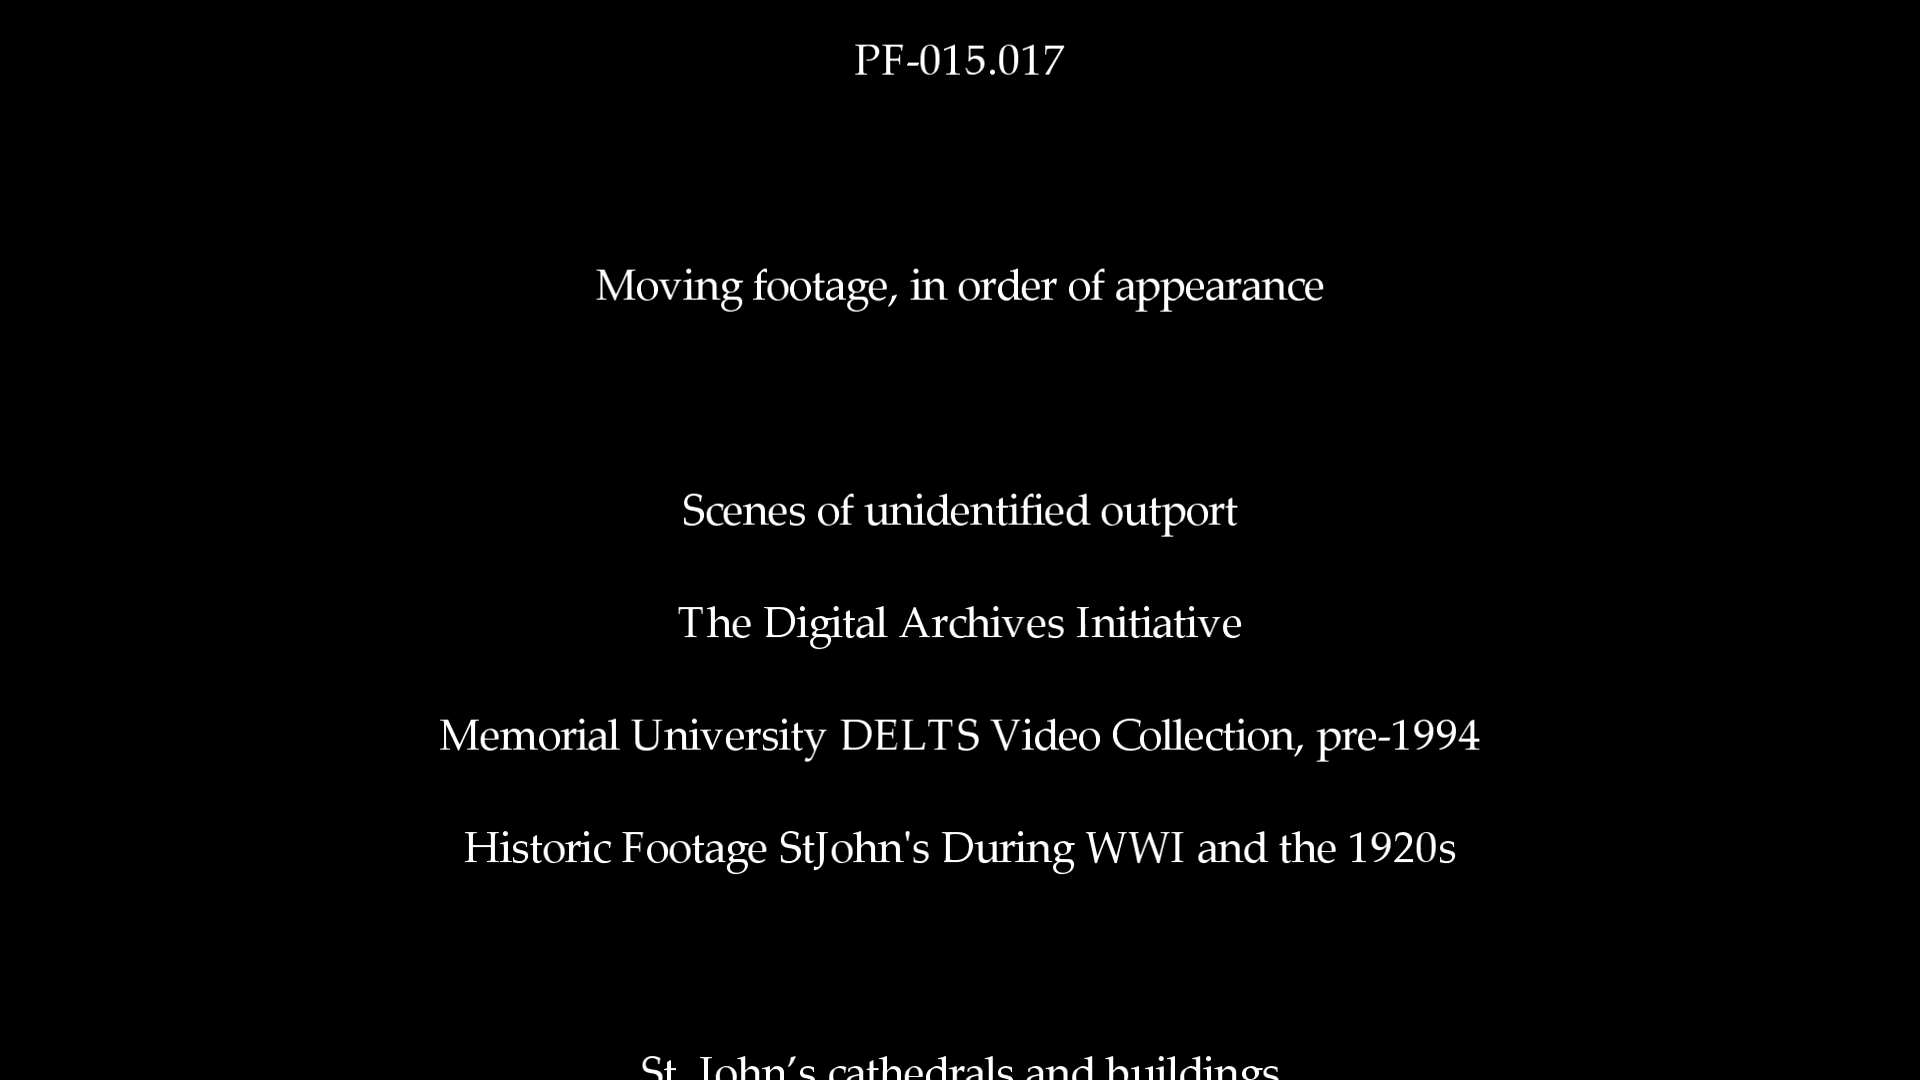 PF-015.017
Moving footage, in order of appearance
Scenes of unidentified outport
The Digital Archives Initiative
Memorial University DELTS Video Collection, pre-1994
Historic Footage StJohn's During WWI and the 1920s
St. John’s cathedrals and buildings